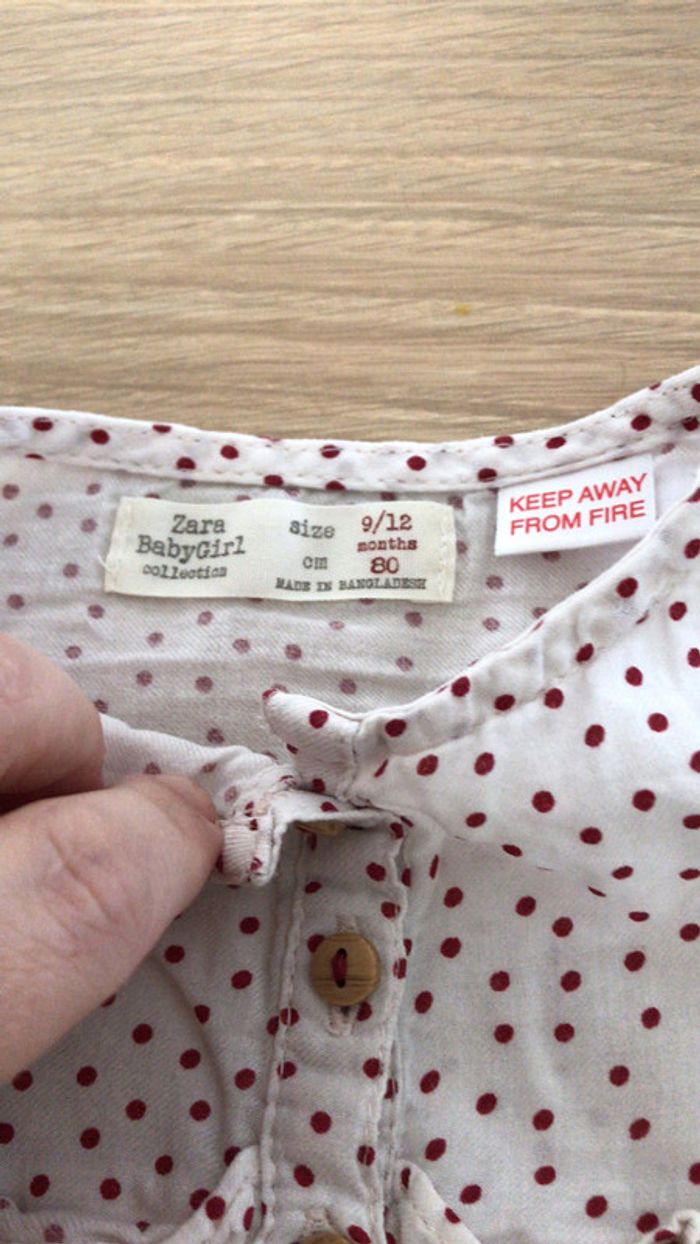 Zara
BabyGirl
collection
size 9/12
months
cm 80
MADE IN BANGLADESH
KEEP AWAY
FROM FIRE